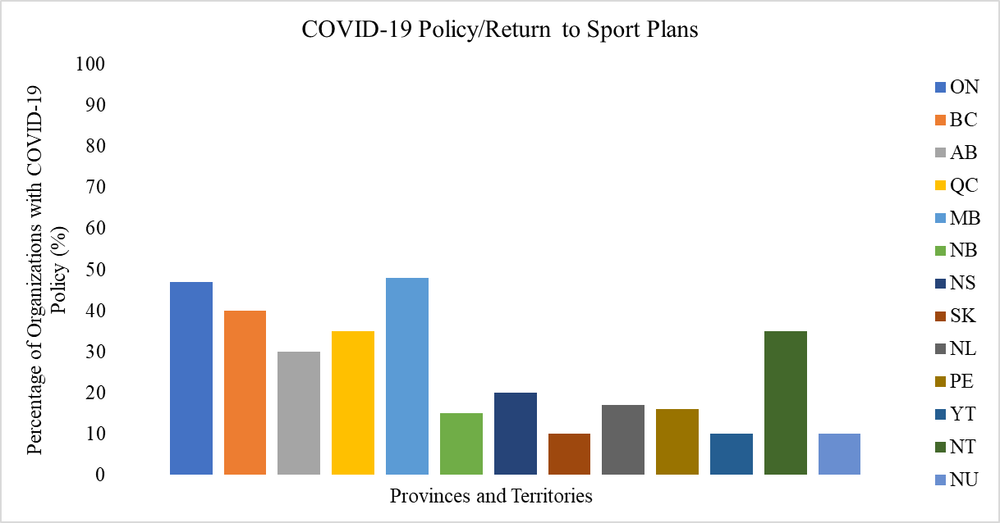 COVID-19 Policy/Return to Sport Plans
Percentage of Organizations with COVID-19
Policy (%)
100
90
80
70
60
50
40
30
20
10
0
Provinces and Territories
ON
BC
AB
QC
MB
NB
NS
SK
NL
PE
YT
NT
NU